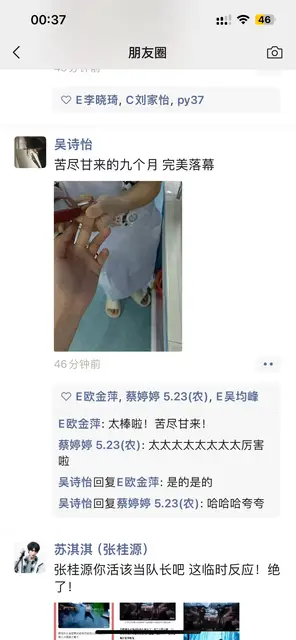 00:37
46
朋友圈
E李晓琦, C刘家怡, py37
吴诗怡
苦尽甘来的九个月 完美落幕
46分钟前
E欧金萍, 蔡婷婷 5.23(农), E吴均峰
E欧金萍: 太棒啦！苦尽甘来！
蔡婷婷 5.23(农): 太太太太太太太太厉害
啦
吴诗怡回复E欧金萍: 是的是的
吴诗怡回复蔡婷婷 5.23(农): 哈哈哈夸夸
苏淇淇（张桂源）
张桂源你活该当队长吧 这临时反应！绝
了！